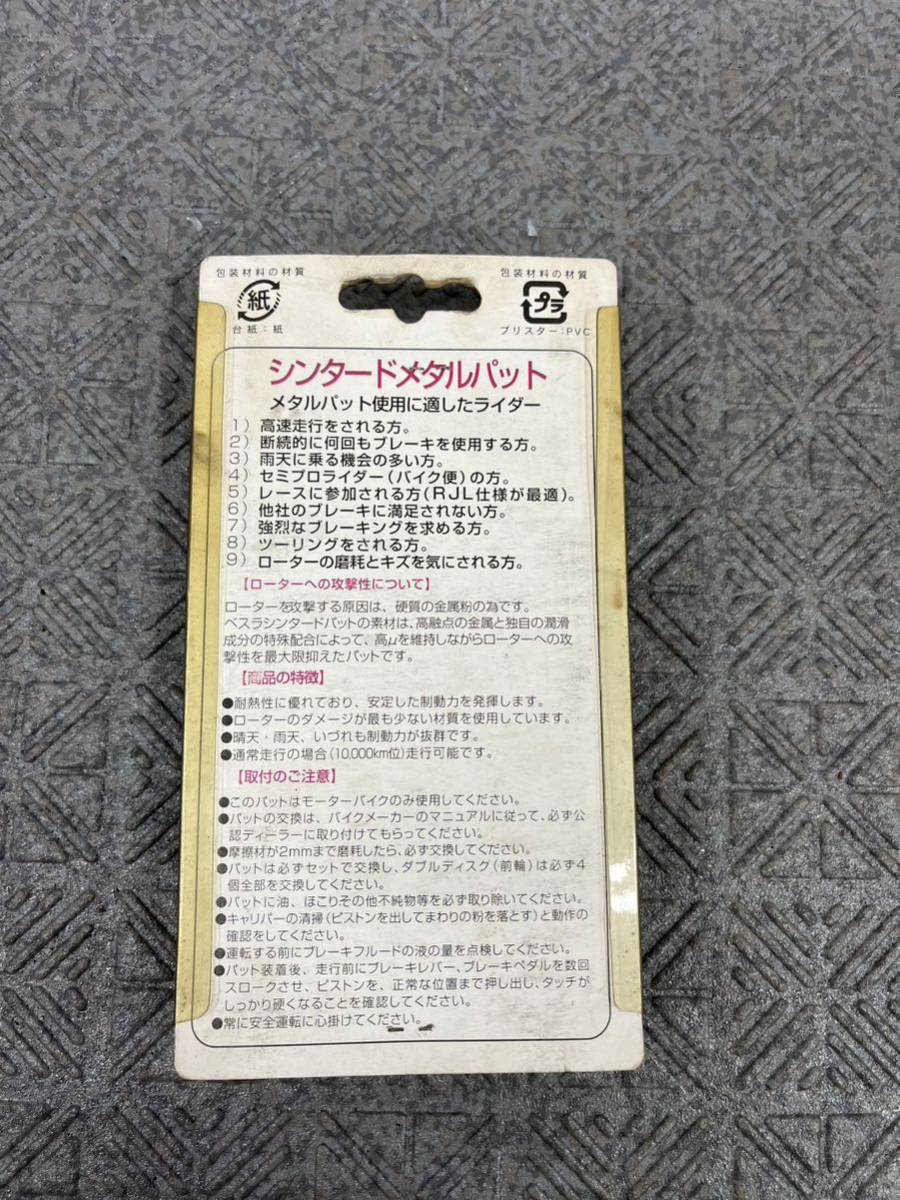 包装材料の材質
紙
台紙：紙
包装材料の材質
プラ
ブリスター：PVC
シンタードメタルパット
メタルパット使用に適したライダー
1）高速走行をされる方。
2）断続的に何回もブレーキを使用する方。
3）雨天に乗る機会の多い方。
4）セミプロライダー（バイク便）の方。
5）レースに参加される方（RJL仕様が最適）。
6）他社のブレーキに満足されない方。
7）強烈なブレーキングを求める方。
8）ツーリングをされる方。
9）ローターの磨耗とキズを気にされる方。
【ローターへの攻撃性について】
ローターを攻撃する原因は、硬質の金属粉の為です。
ベスラシンタードパットの素材は、高融点の金属と独自の潤滑
成分の特殊配合によって、高μを維持しながらローターへの攻
撃性を最大限抑えたパットです。
【商品の特徴】
●耐熱性に優れており、安定した制動力を発揮します。
●ローターのダメージが最も少ない材質を使用しています。
●晴天・雨天、いづれも制動力が抜群です。
●通常走行の場合（10,000km位）走行可能です。
【取付のご注意】
●このパットはモーターバイクのみ使用してください。
●パットの交換は、バイクメーカーのマニュアルに従って、必ず公
認ディーラーに取り付けてもらってください。
●摩擦材が2mmまで磨耗したら、必ず交換してください。
●パットは必ずセットで交換し、ダブルディスク（前輪）は必ず4
個全部を交換してください。
●パットに油、ほこりその他不純物等を必ず取り除いてください。
●キャリパーの清掃（ピストンを出してまわりの粉を落とす）と動作の
確認をしてください。
●運転する前にブレーキフルードの液の量を点検してください。
●パット装着後、走行前にブレーキレバー、ブレーキペダルを数回
スロークさせ、ピストンを、正常な位置まで押し出し、タッチが
しっかり硬くなることを確認してください。
●常に安全運転に心掛けてください。